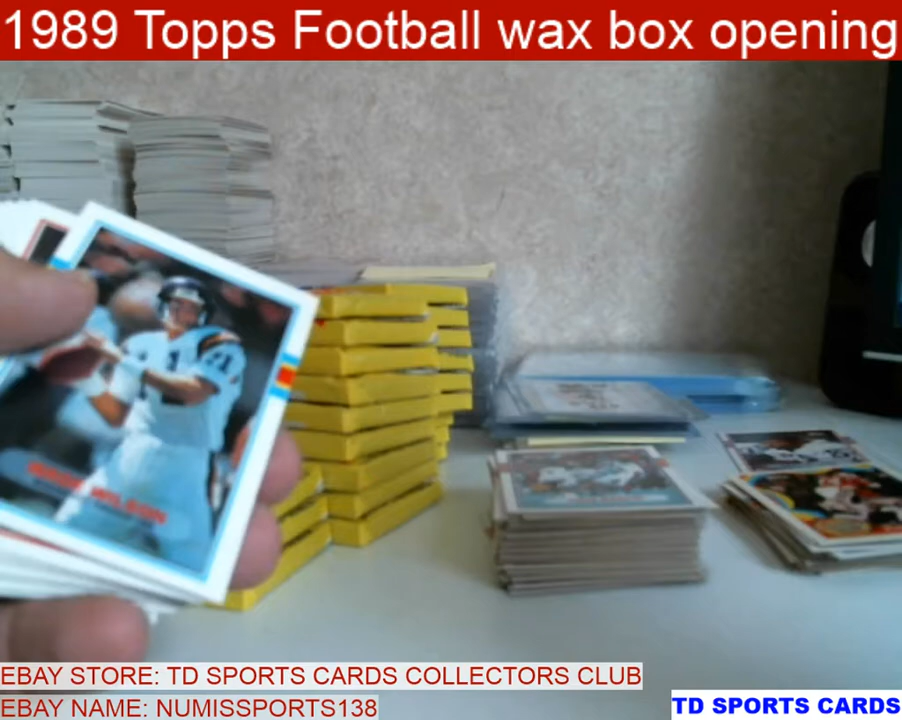 1989 Topps Football wax box opening
WILSON
EBAY STORE: TD SPORTS CARDS COLLECTORS CLUB
EBAY NAME: NUMISSPORTS138
TD SPORTS CARDS